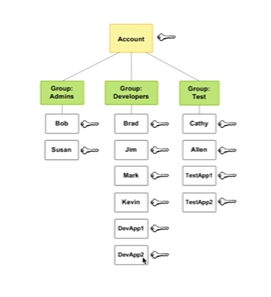 Account
Group:
Admins
Group:
Developers
Group:
Test
Bob
Brad
Cathy
Susan
Jim
Allen
Mark
TestApp1
Kevin
TestApp2
DevApp1
DevApp2